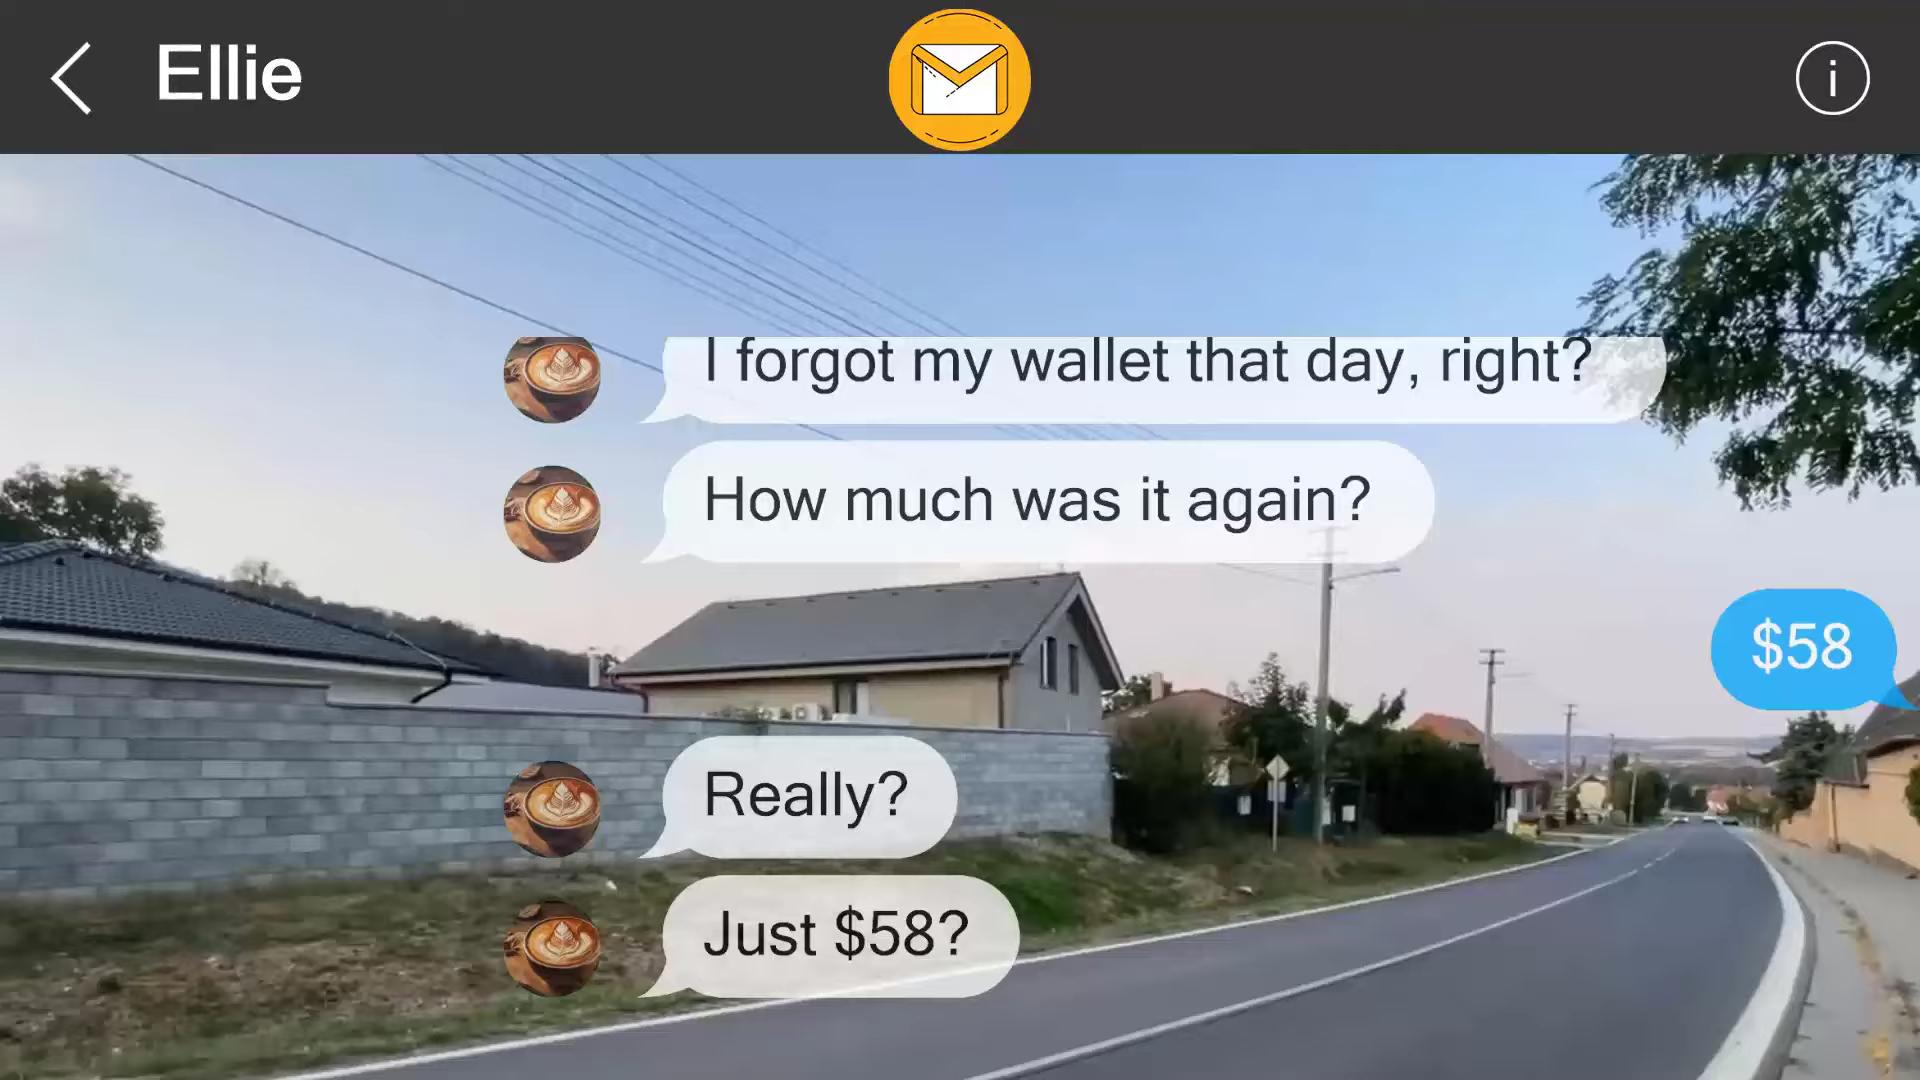 Ellie
i
I forgot my wallet that day, right?
How much was it again?
$58
Really?
Just $58?